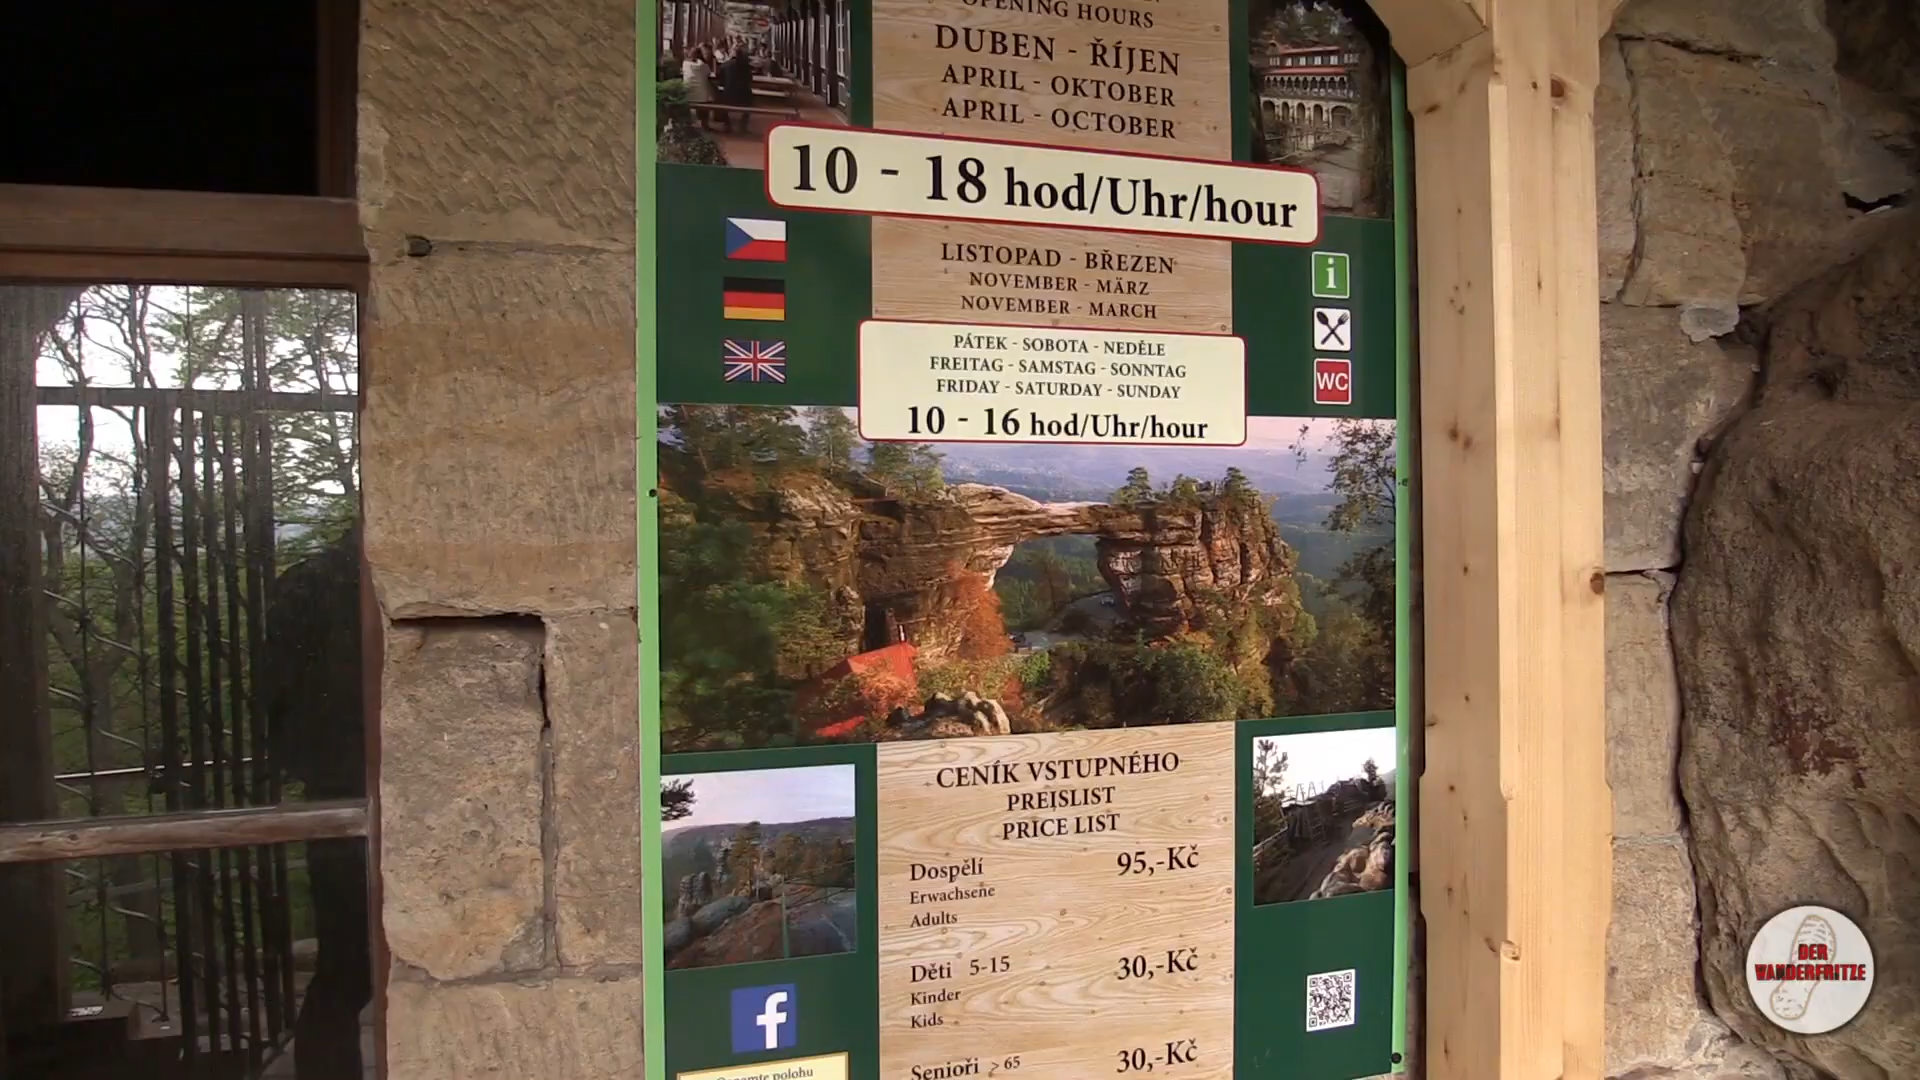 OPENING HOURS
DUBEN - ŘÍJEN
APRIL - OKTOBER
APRIL - OCTOBER
10 - 18 hod/Uhr/hour
LISTOPAD - BŘEZEN
NOVEMBER - MÄRZ
NOVEMBER - MARCH
PÁTEK - SOBOTA - NEDĚLE
FREITAG - SAMSTAG - SONNTAG
FRIDAY - SATURDAY - SUNDAY
10 - 16 hod/Uhr/hour
i
WC
CENÍK VSTUPNÉHO
PREISLIST
PRICE LIST
Dospělí 95,-Kč
Erwachsene
Adults
Děti 5-15 30,-Kč
Kinder
Kids
Senioři > 65 30,-Kč
f
polohu
DER
WANDERFRITZE